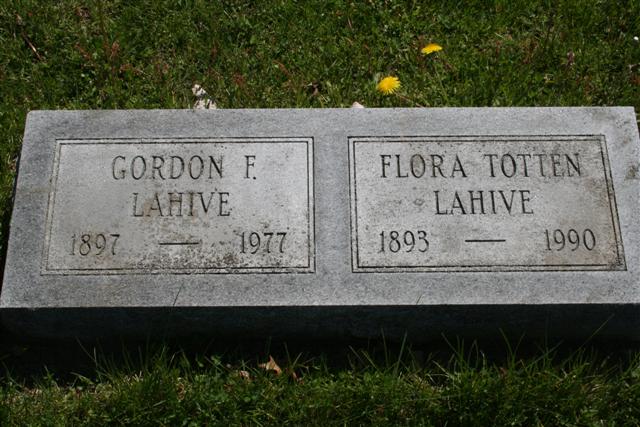 GORDON F.
LAHIVE
1897 — 1977
FLORA TOTTEN
LAHIVE
1893 — 1990